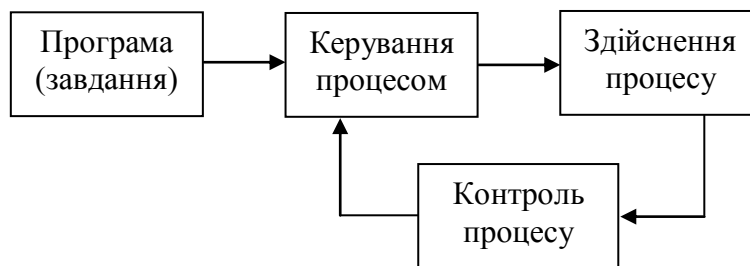 Програма
(завдання)
Керування
процесом
Здійснення
процесу
Контроль
процесу